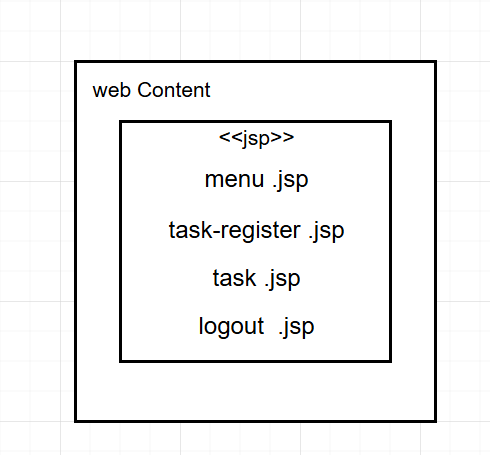 web Content
<<jsp>>
menu .jsp
task-register .jsp
task .jsp
logout  .jsp